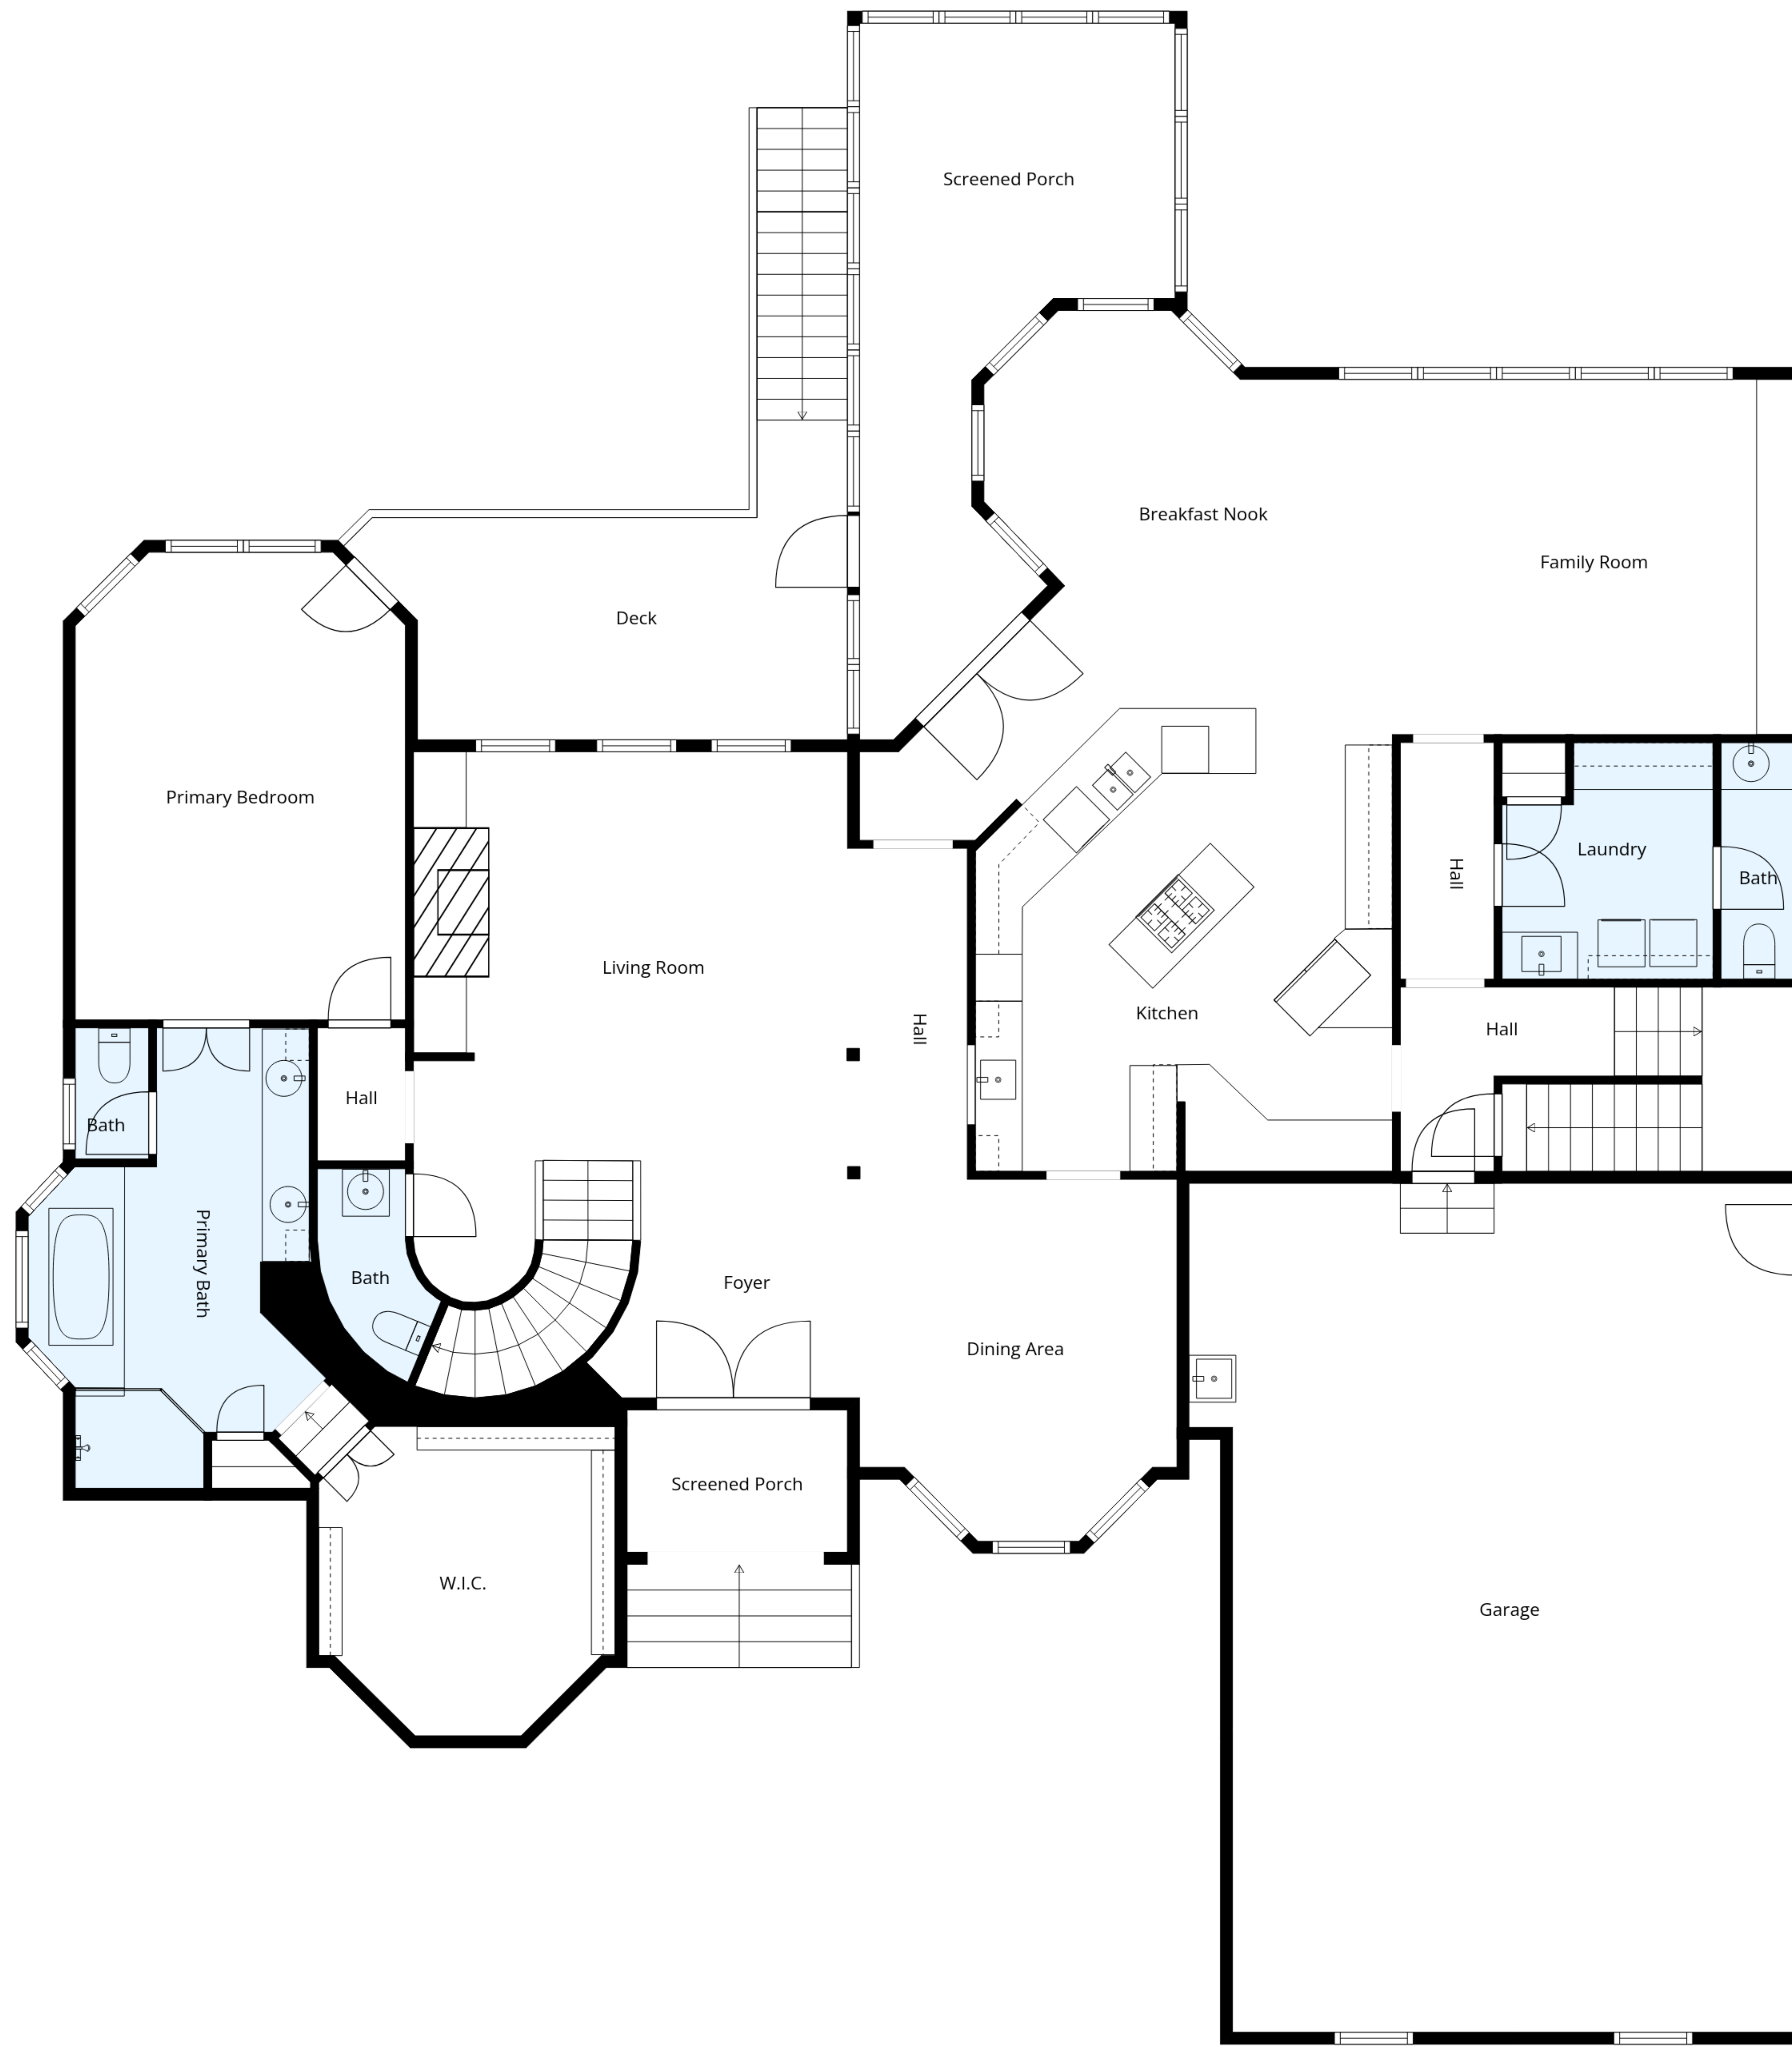 Screened Porch
Breakfast Nook
Family Room
Deck
Primary Bedroom
Laundry
Hall
Bath
Living Room
Kitchen
Hall
Hall
Hall
Bath
Primary Bath
Bath
Foyer
Dining Area
Screened Porch
W.I.C.
Garage